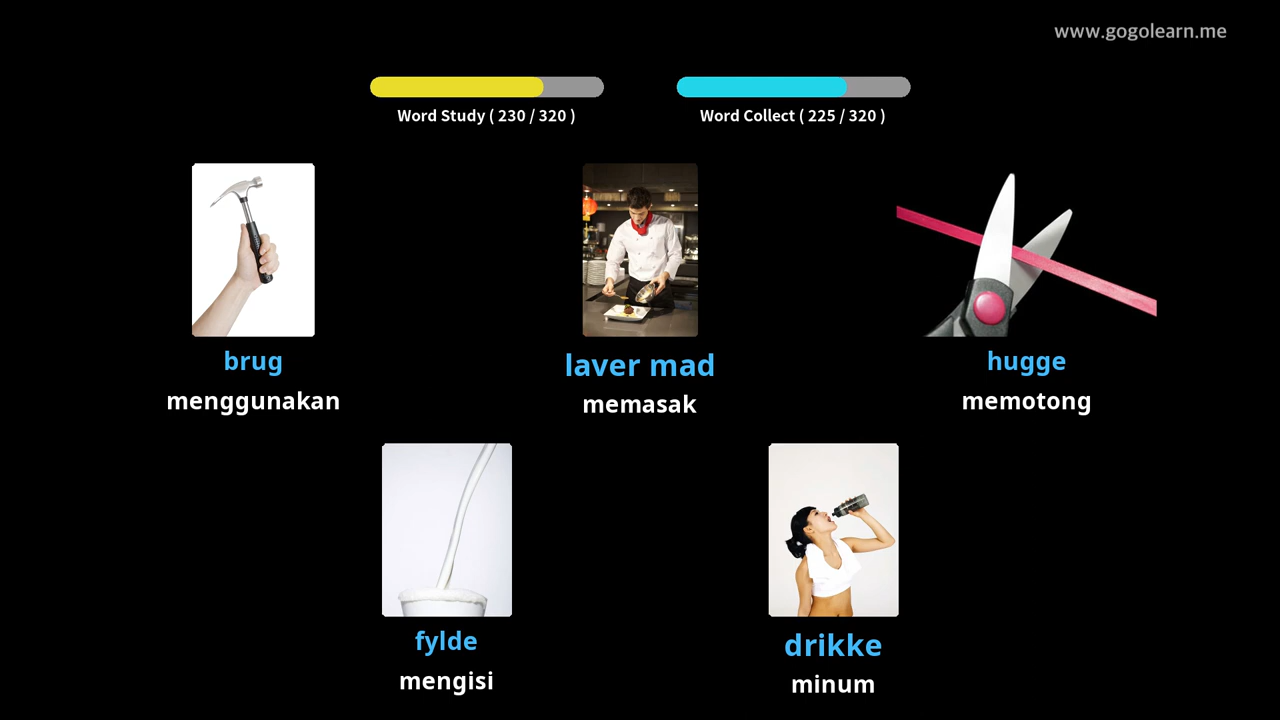 www.gogolearn.me
Word Study ( 230 / 320 )
Word Collect ( 225 / 320 )
brug
menggunakan
laver mad
memasak
hugge
memotong
fylde
mengisi
drikke
minum